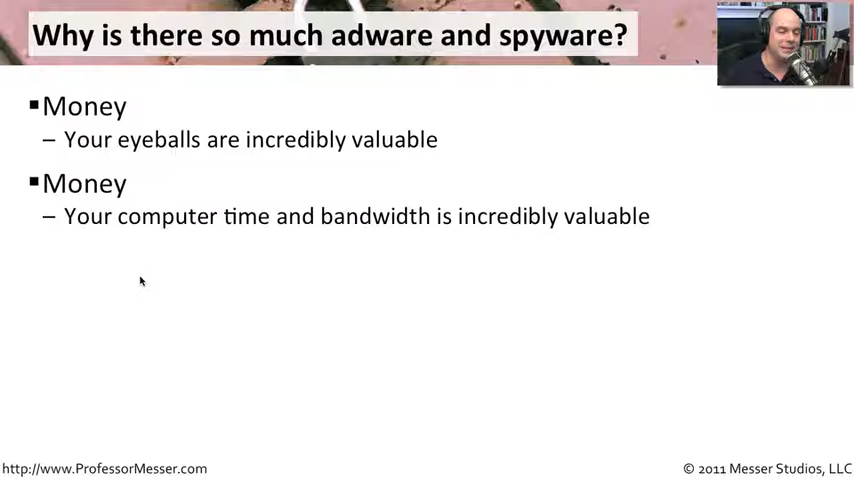 Why is there so much adware and spyware?
▪Money
– Your eyeballs are incredibly valuable
▪Money
– Your computer time and bandwidth is incredibly valuable
http://www.ProfessorMesser.com
© 2011 Messer Studios, LLC